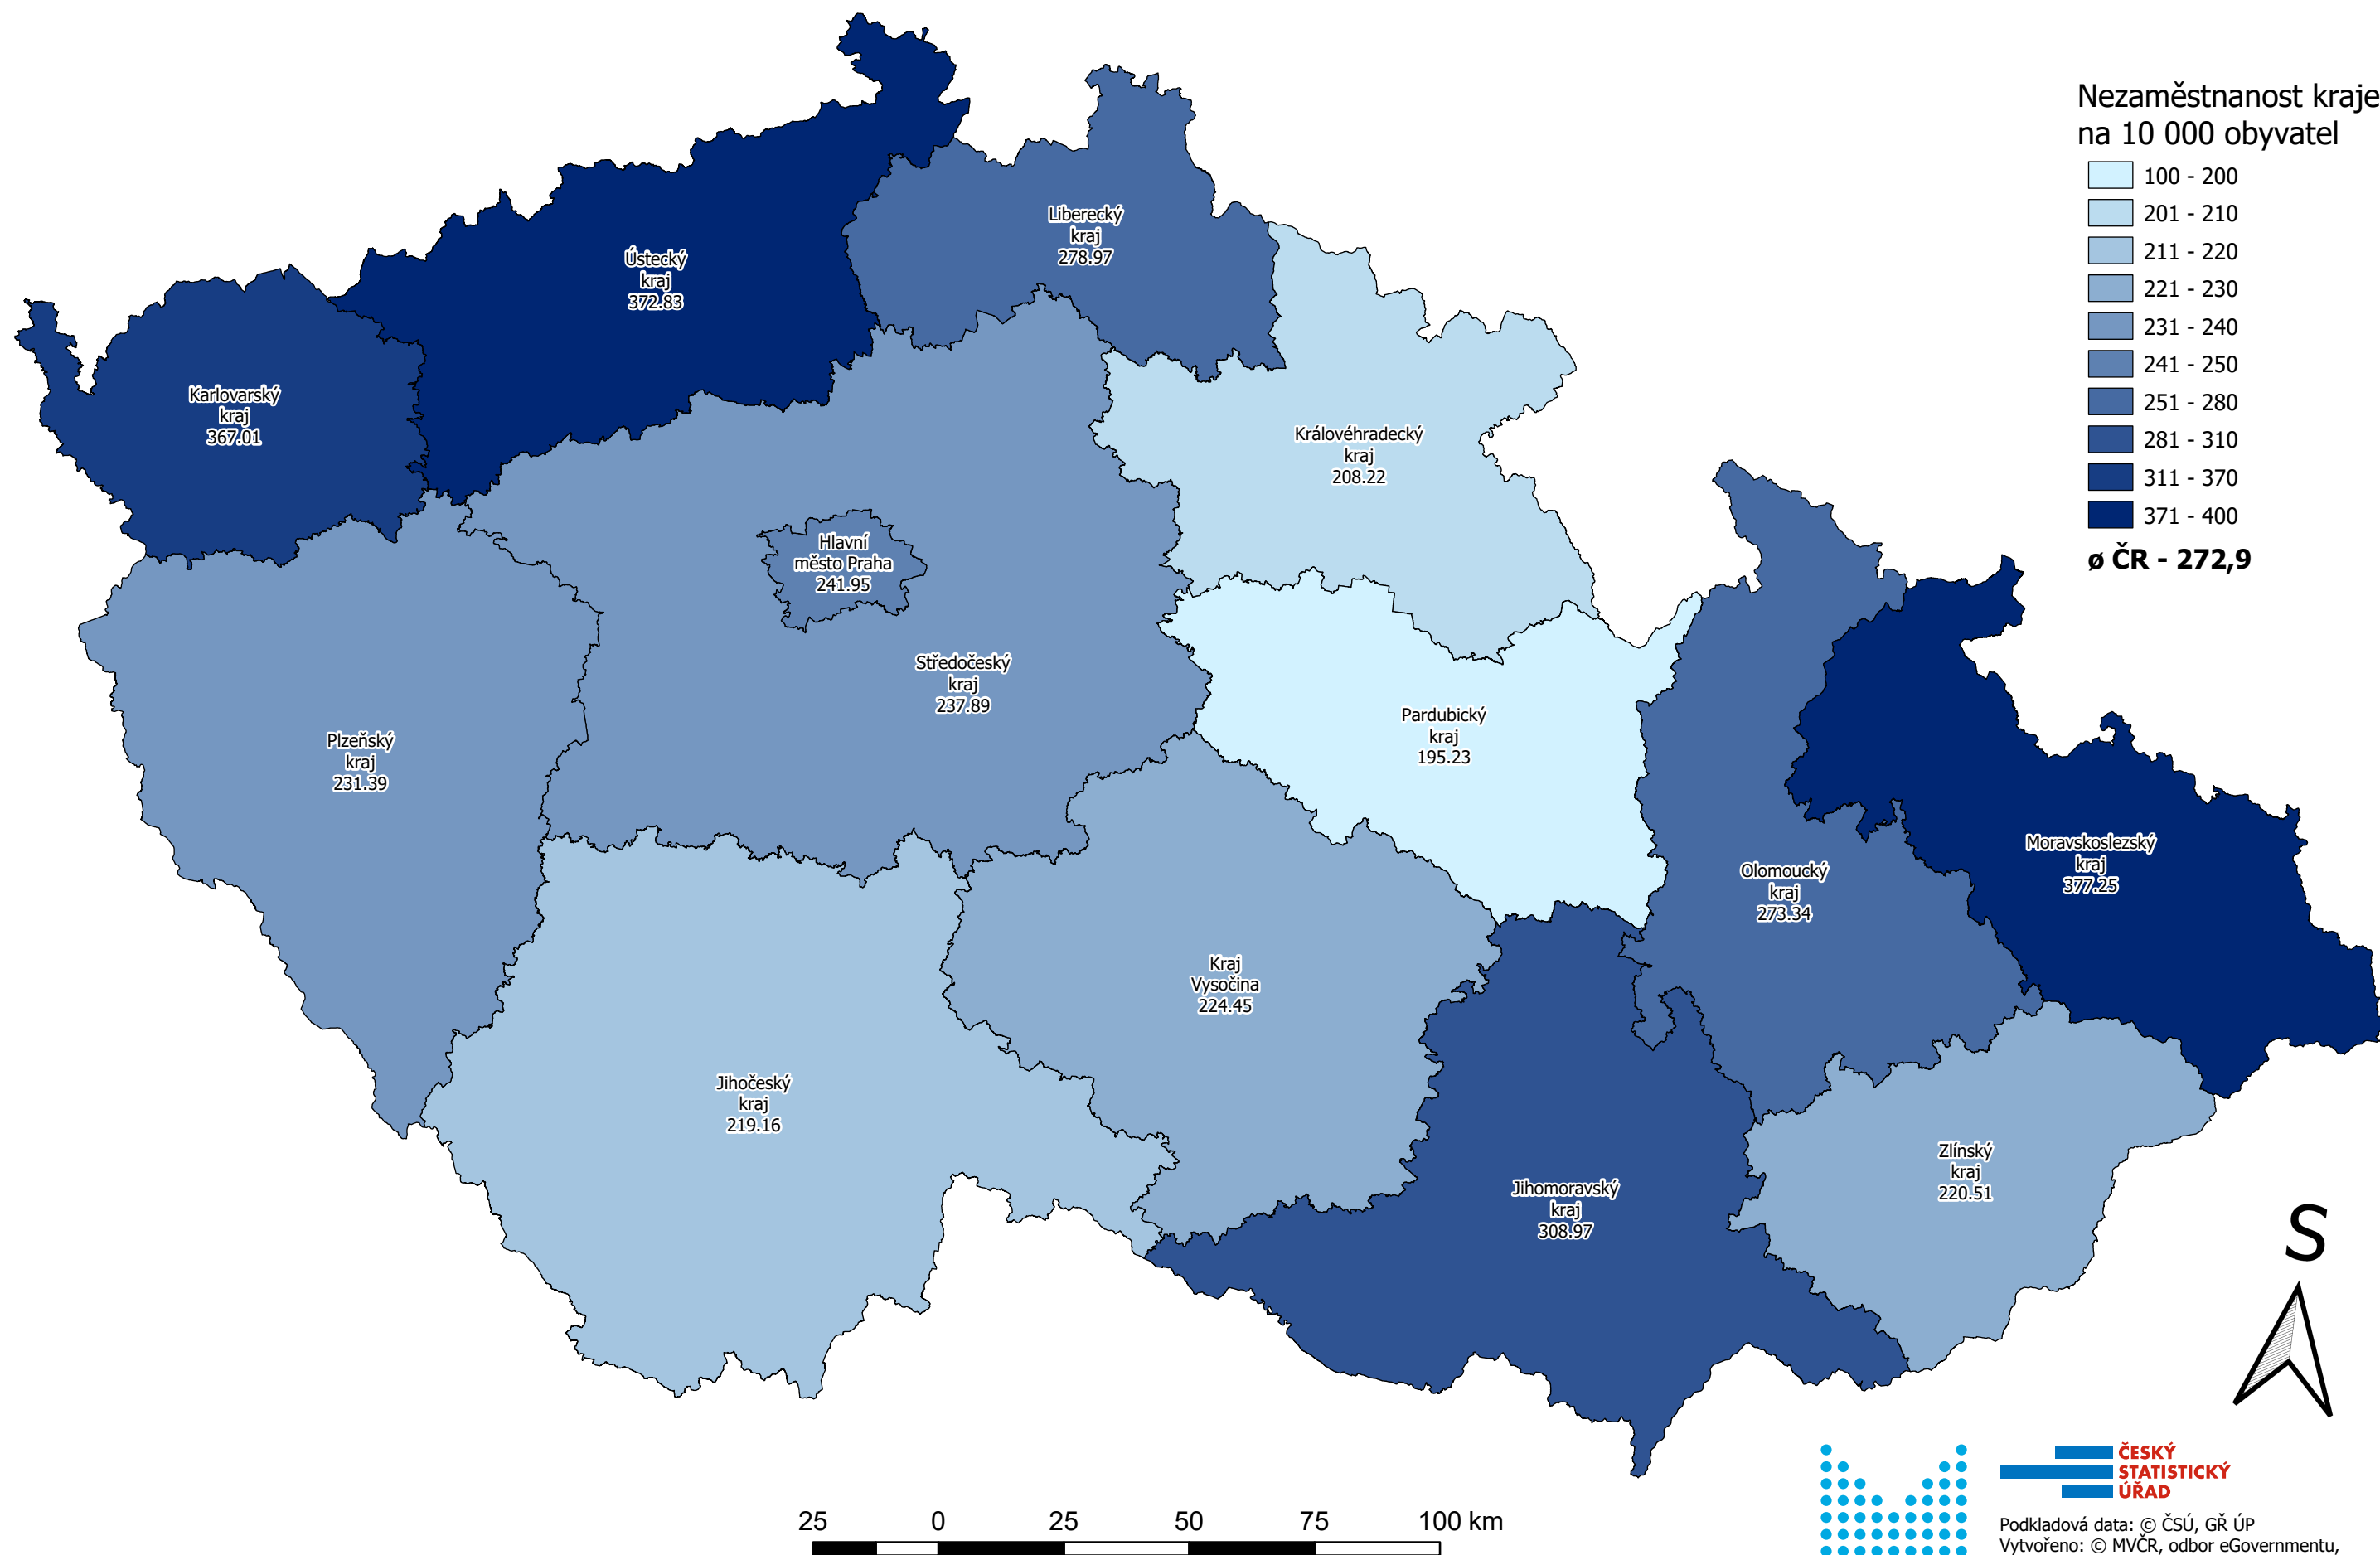 Nezaměstnanost kraje
na 10 000 obyvatel
100 - 200
201 - 210
211 - 220
221 - 230
231 - 240
241 - 250
251 - 280
281 - 310
311 - 370
371 - 400
ø ČR - 272,9
Liberecký
kraj
278.97
Ústecký
kraj
372.83
Karlovarský
kraj
367.01
Královéhradecký
kraj
208.22
Hlavní
město Praha
241.95
Středočeský
kraj
237.89
Pardubický
kraj
195.23
Plzeňský
kraj
231.39
Moravskoslezský
kraj
377.25
Olomoucký
kraj
273.34
Kraj
Vysočina
224.45
Jihočeský
kraj
219.16
Zlínský
kraj
220.51
Jihomoravský
kraj
308.97
S
25 0 25 50 75 100 km
ČESKÝ
STATISTICKÝ
ÚŘAD
Podkladová data: © ČSÚ, GŘ ÚP
Vytvořeno: © MVČR, odbor eGovernmentu,